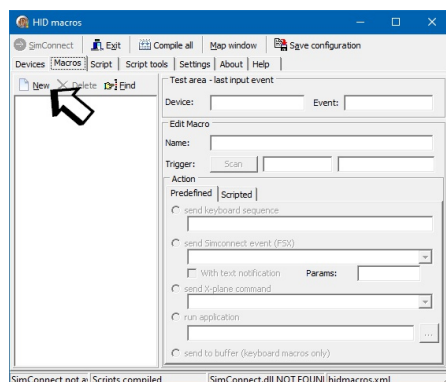 HID macros
SimConnect Exit Compile all Map window Save configuration
Devices Macros Script Script tools Settings About Help
New Delete Find
Test area - last input event
Device: Event:
Edit Macro
Name:
Trigger: Scan
Action
Predefined Scripted
send keyboard sequence
send Simconnect event (FSX)
With text notification Params:
send X-plane command
run application
...
send to buffer (keyboard macros only)
SimConnect not a Scripts compiled SimConnect.dll NOT FOUN hidmacros.xml